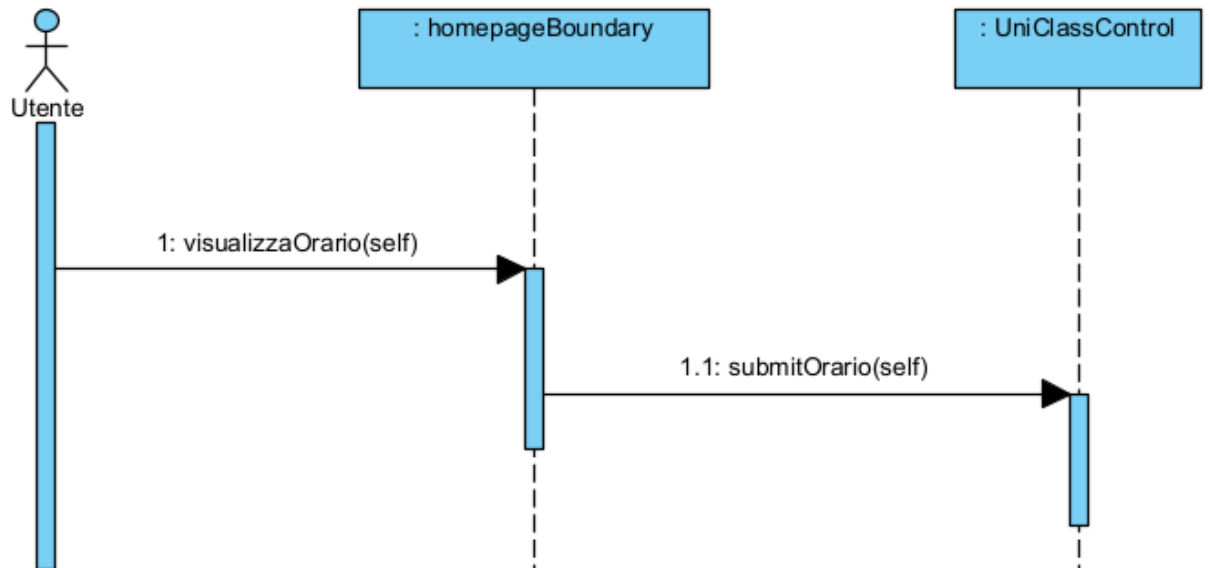 : homepageBoundary
: UniClassControl
Utente
1: visualizzaOrario(self)
1.1: submitOrario(self)